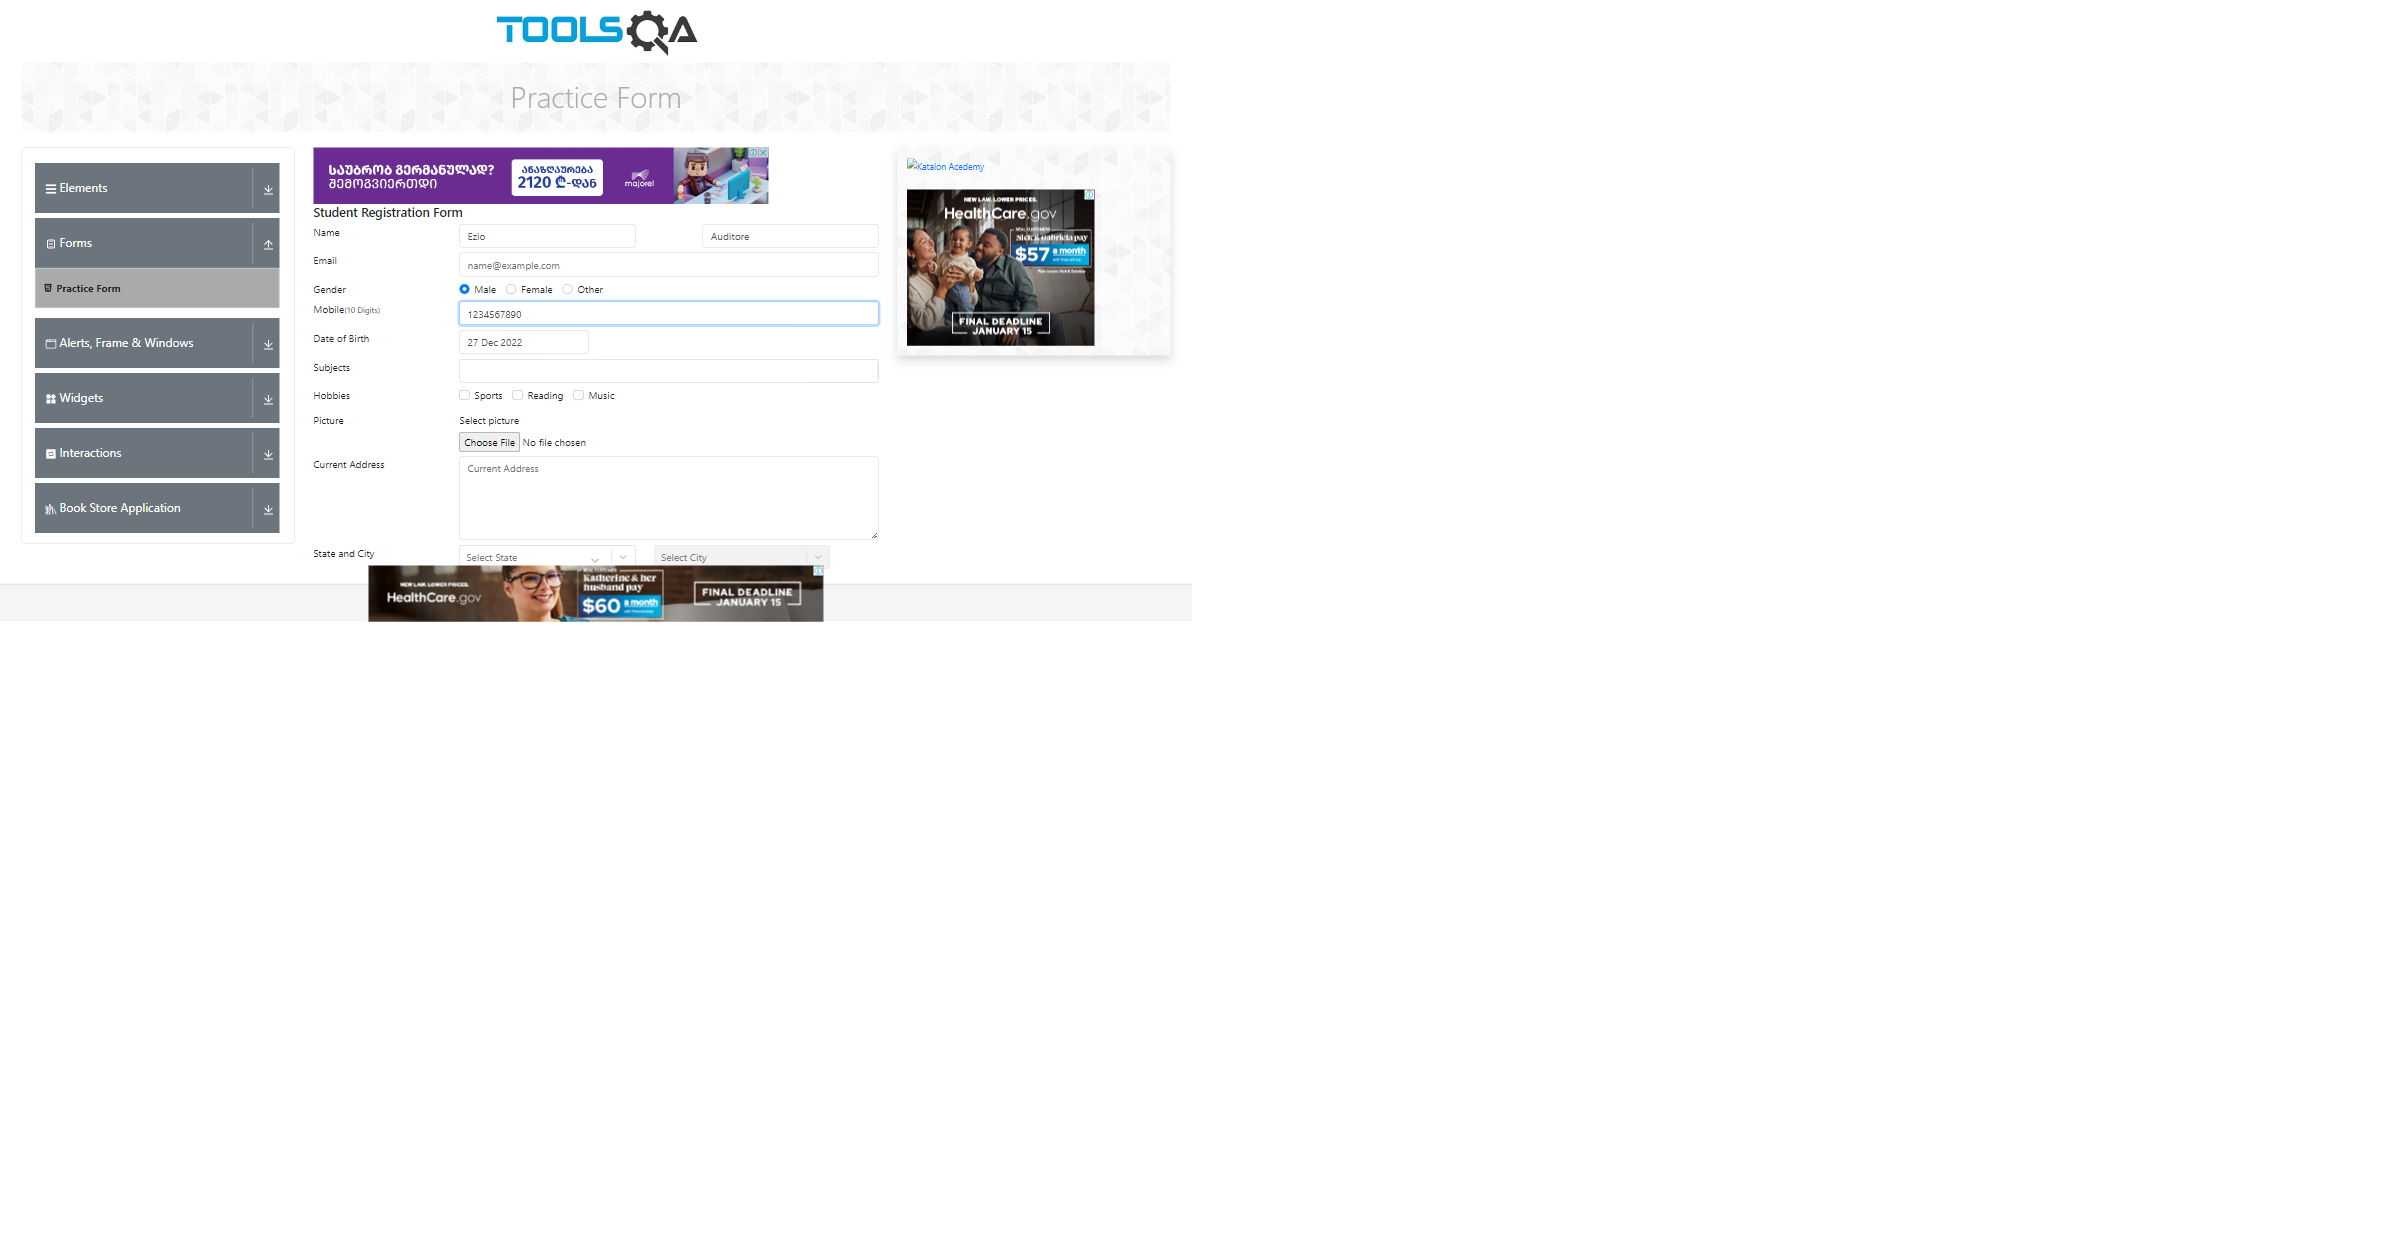 TOOLSQA
Practice Form
Elements
Forms
Practice Form
Alerts, Frame & Windows
Widgets
Interactions
Book Store Application
ᲡᲐᲣᲑᲠᲝᲑ ᲒᲔᲠᲛᲐᲜᲣᲚᲐᲓ?
ᲨᲔᲛᲝᲒᲕᲘᲔᲠᲗᲓᲘ
ᲐᲜᲐᲖᲦᲐᲣᲠᲔᲑᲐ
2120 ₾-ᲓᲐᲜ
majorel
Student Registration Form
Name
Ezio
Auditore
Email
name@example.com
Gender
Male Female Other
Mobile(10 Digits)
1234567890
Date of Birth
27 Dec 2022
Subjects
Hobbies
Sports Reading Music
Picture
Select picture
Choose File No file chosen
Current Address
Current Address
State and City
Select State
Select City
Katalon Acedemy
NEW LAW. LOWER PRICES.
HealthCare.gov
REAL CUSTOMERS
Nick & Gabriela pay
$57 a month
FINAL DEADLINE
JANUARY 15
NEW LAW. LOWER PRICES.
HealthCare.gov
Katherine & her
husband pay
$60 a month
FINAL DEADLINE
JANUARY 15